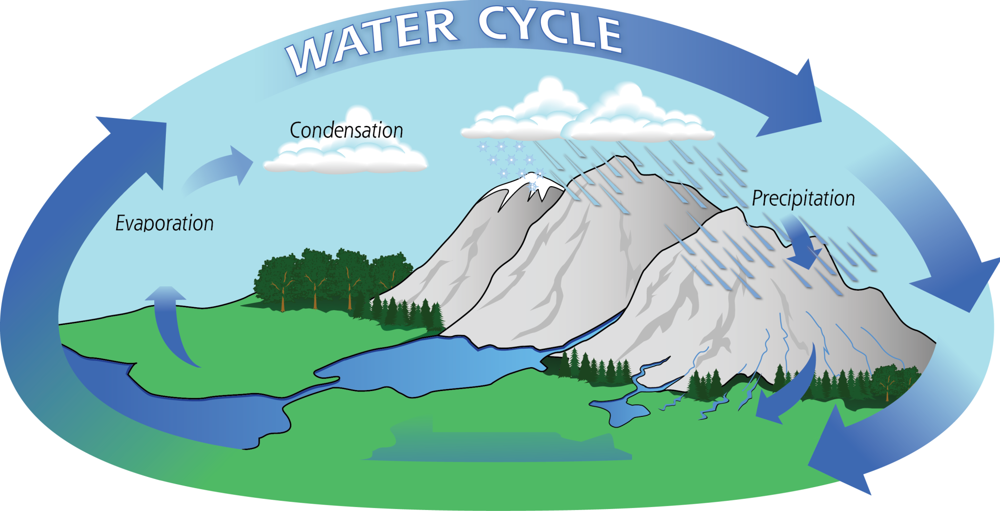 WATER CYCLE
Condensation
Precipitation
Evaporation